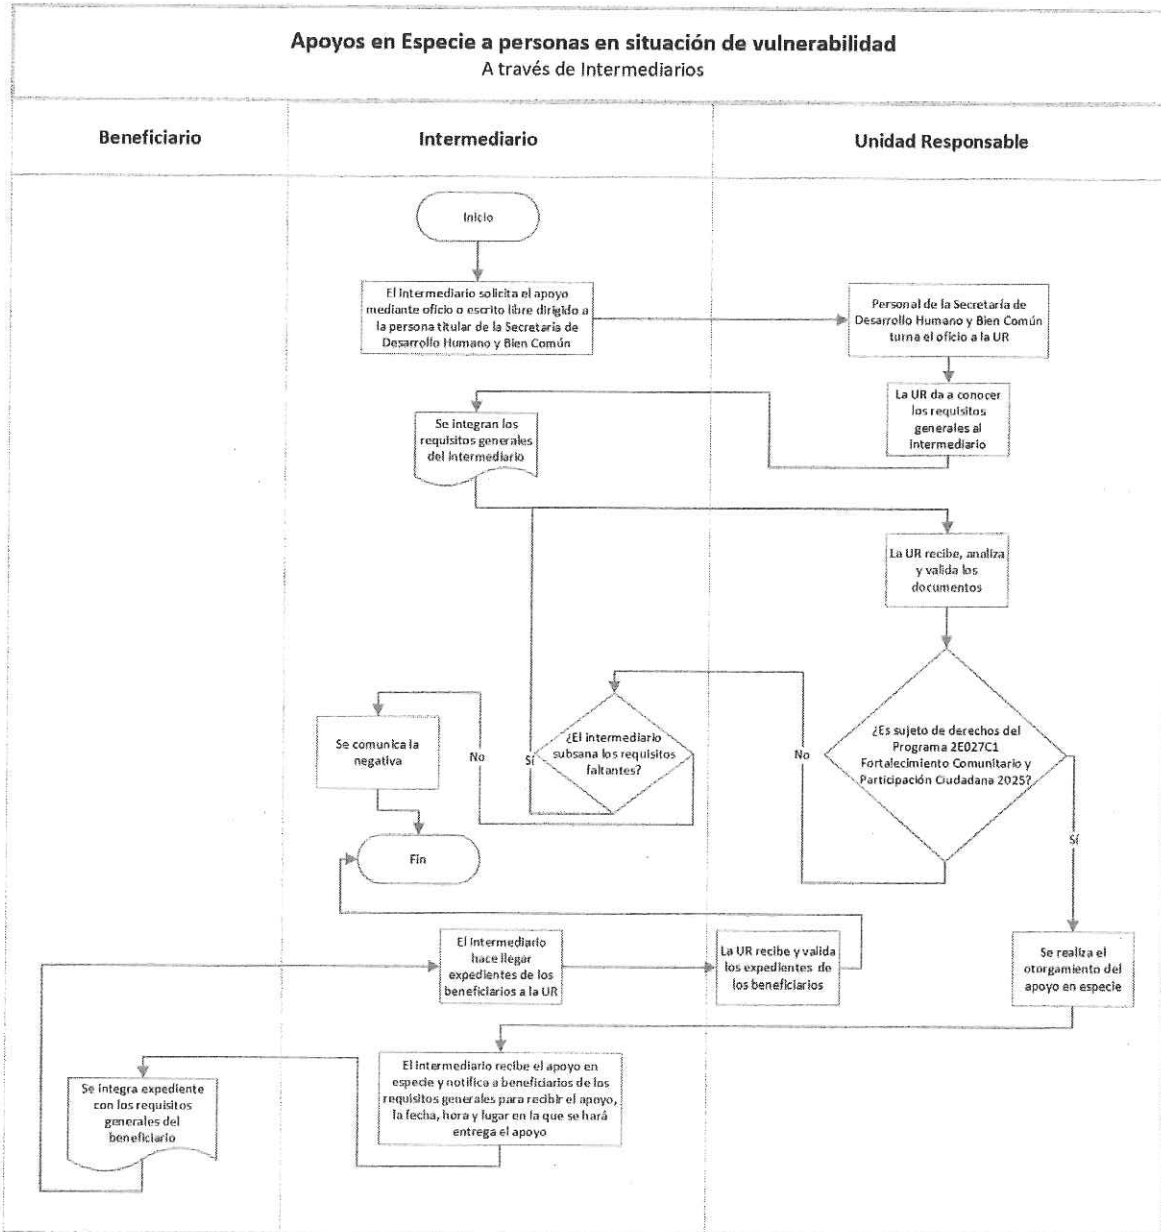 Apoyos en Especie a personas en situación de vulnerabilidad
A través de Intermediarios
Beneficiario
Intermediario
Unidad Responsable
Inicio
El intermediario solicita el apoyo
mediante oficio o escrito libre dirigido a
la persona titular de la Secretaría de
Desarrollo Humano y Bien Común
Personal de la Secretaría de
Desarrollo Humano y Bien Común
turna el oficio a la UR
La UR da a conocer
los requisitos
generales al
intermediario
Se integran los
requisitos generales
del intermediario
La UR recibe, analiza
y valida los
documentos
¿Es sujeto de derechos del
Programa 2E027C1
Fortalecimiento Comunitario y
Participación Ciudadana 2025?
No
Sí
¿El intermediario
subsana los requisitos
faltantes?
Sí
No
Se comunica la
negativa
Fin
Se realiza el
otorgamiento del
apoyo en especie
El intermediario recibe el apoyo en
especie y notifica a beneficiarios de los
requisitos generales para recibir el apoyo,
la fecha, hora y lugar en la que se hará
entrega el apoyo
Se integra expediente
con los requisitos
generales del
beneficiario
El intermediario
hace llegar
expedientes de los
beneficiarios a la UR
La UR recibe y valida
los expedientes de
los beneficiarios